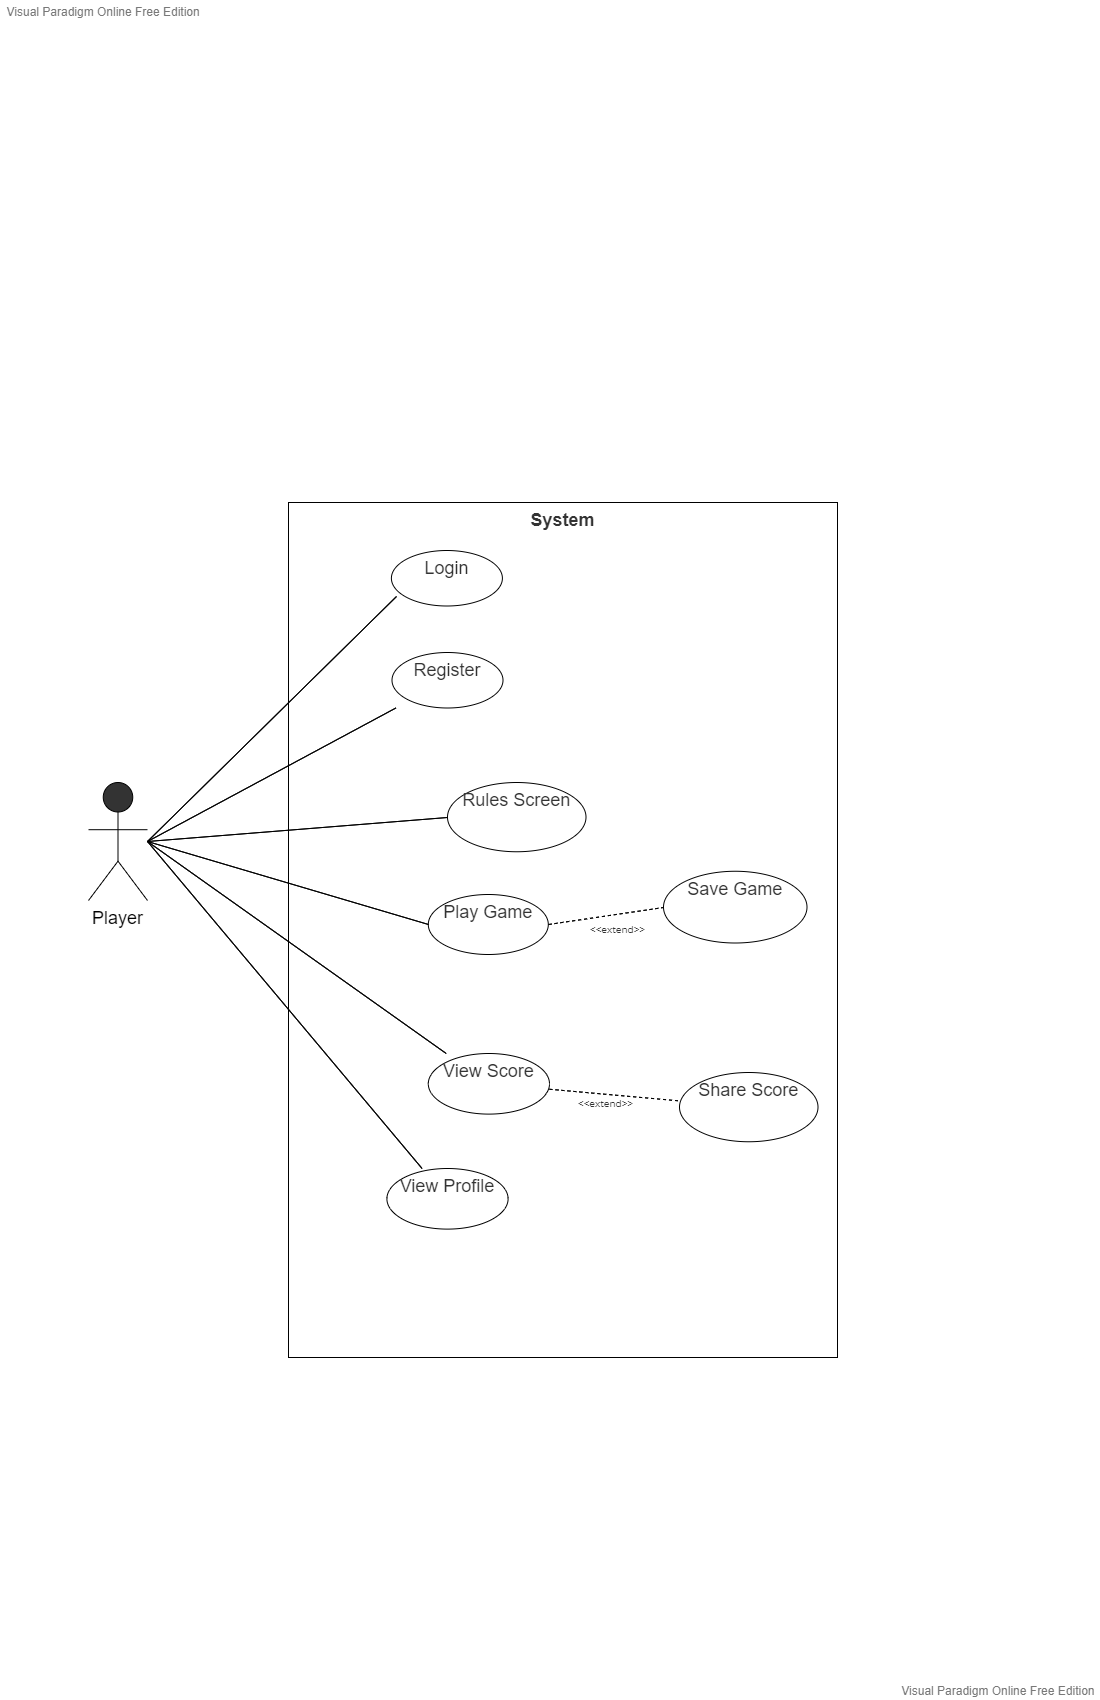 Visual Paradigm Online Free Edition
System
Login
Register
Rules Screen
Save Game
Play Game
Player
<<extend>>
View Score
Share Score
<<extend>>
View Profile
Visual Paradigm Online Free Edition